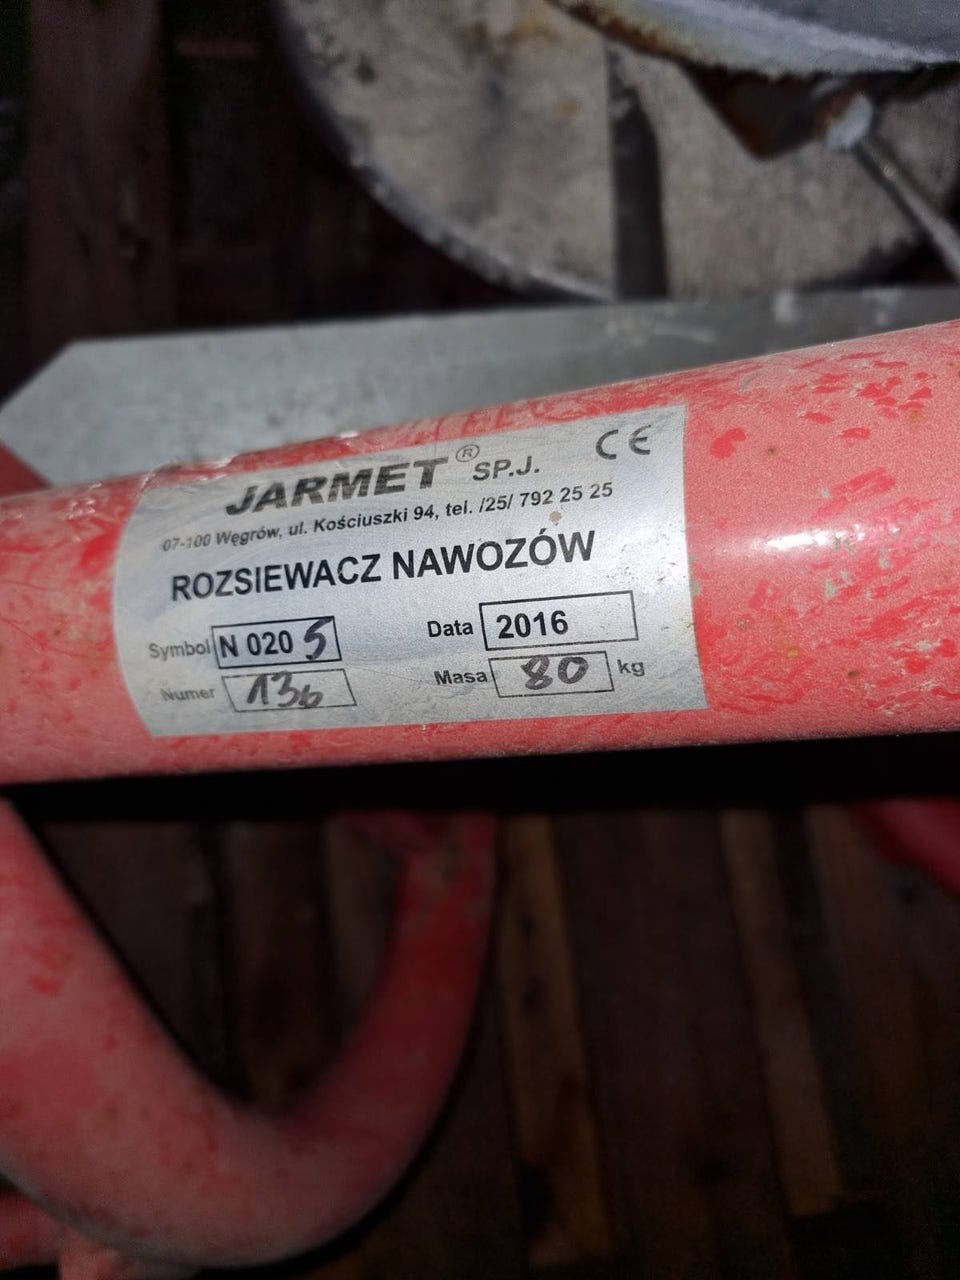 JARMET® SP.J. CE
07-100 Węgrów, ul. Kościuszki 94, tel. /25/ 792 25 25
ROZSIEWACZ NAWOZÓW
Symbol N 020 5 Data 2016
Numer 136 Masa 80 kg